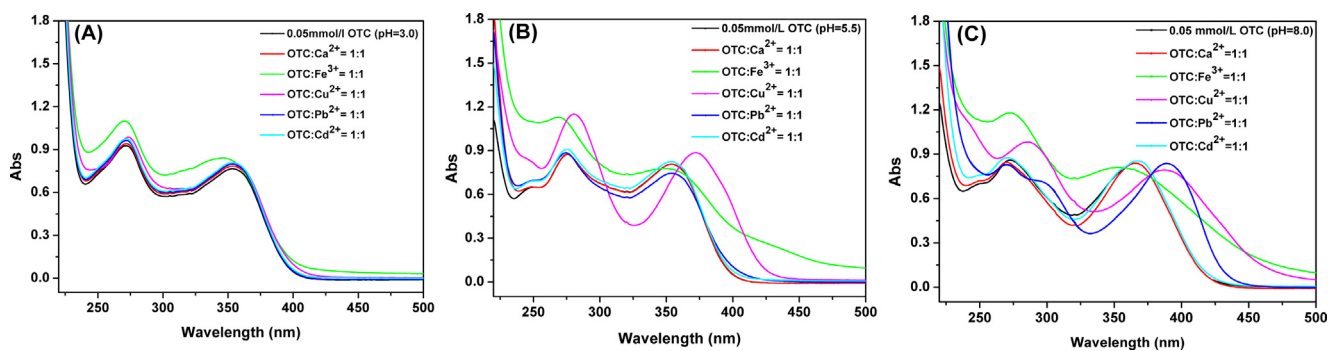 (A)
0.05mmol/l OTC (pH=3.0)
OTC:Ca²⁺= 1:1
OTC:Fe³⁺= 1:1
OTC:Cu²⁺= 1:1
OTC:Pb²⁺= 1:1
OTC:Cd²⁺= 1:1
Abs
1.8
1.5
1.2
0.9
0.6
0.3
0.0
250 300 350 400 450 500
Wavelength (nm)
(B)
0.05mmol/L OTC (pH=5.5)
OTC:Ca²⁺= 1:1
OTC:Fe³⁺= 1:1
OTC:Cu²⁺= 1:1
OTC:Pb²⁺= 1:1
OTC:Cd²⁺= 1:1
Abs
1.8
1.5
1.2
0.9
0.6
0.3
0.0
250 300 350 400 450 500
Wavelength (nm)
(C)
0.05 mmol/L OTC (pH=8.0)
OTC:Ca²⁺=1:1
OTC:Fe³⁺=1:1
OTC:Cu²⁺=1:1
OTC:Pb²⁺=1:1
OTC:Cd²⁺=1:1
Abs
1.8
1.5
1.2
0.9
0.6
0.3
0.0
250 300 350 400 450 500
Wavelength (nm)